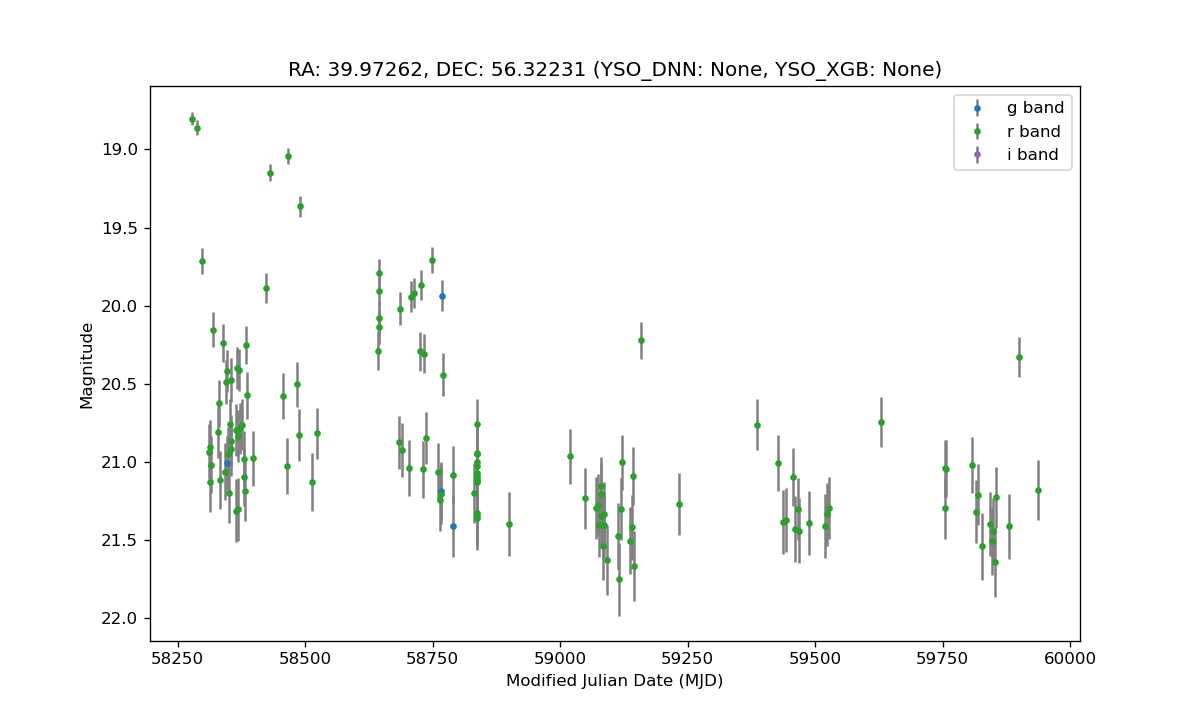 RA: 39.97262, DEC: 56.32231 (YSO_DNN: None, YSO_XGB: None)
g band
r band
i band
19.0
19.5
20.0
20.5
21.0
21.5
22.0
Magnitude
58250 58500 58750 59000 59250 59500 59750 60000
Modified Julian Date (MJD)